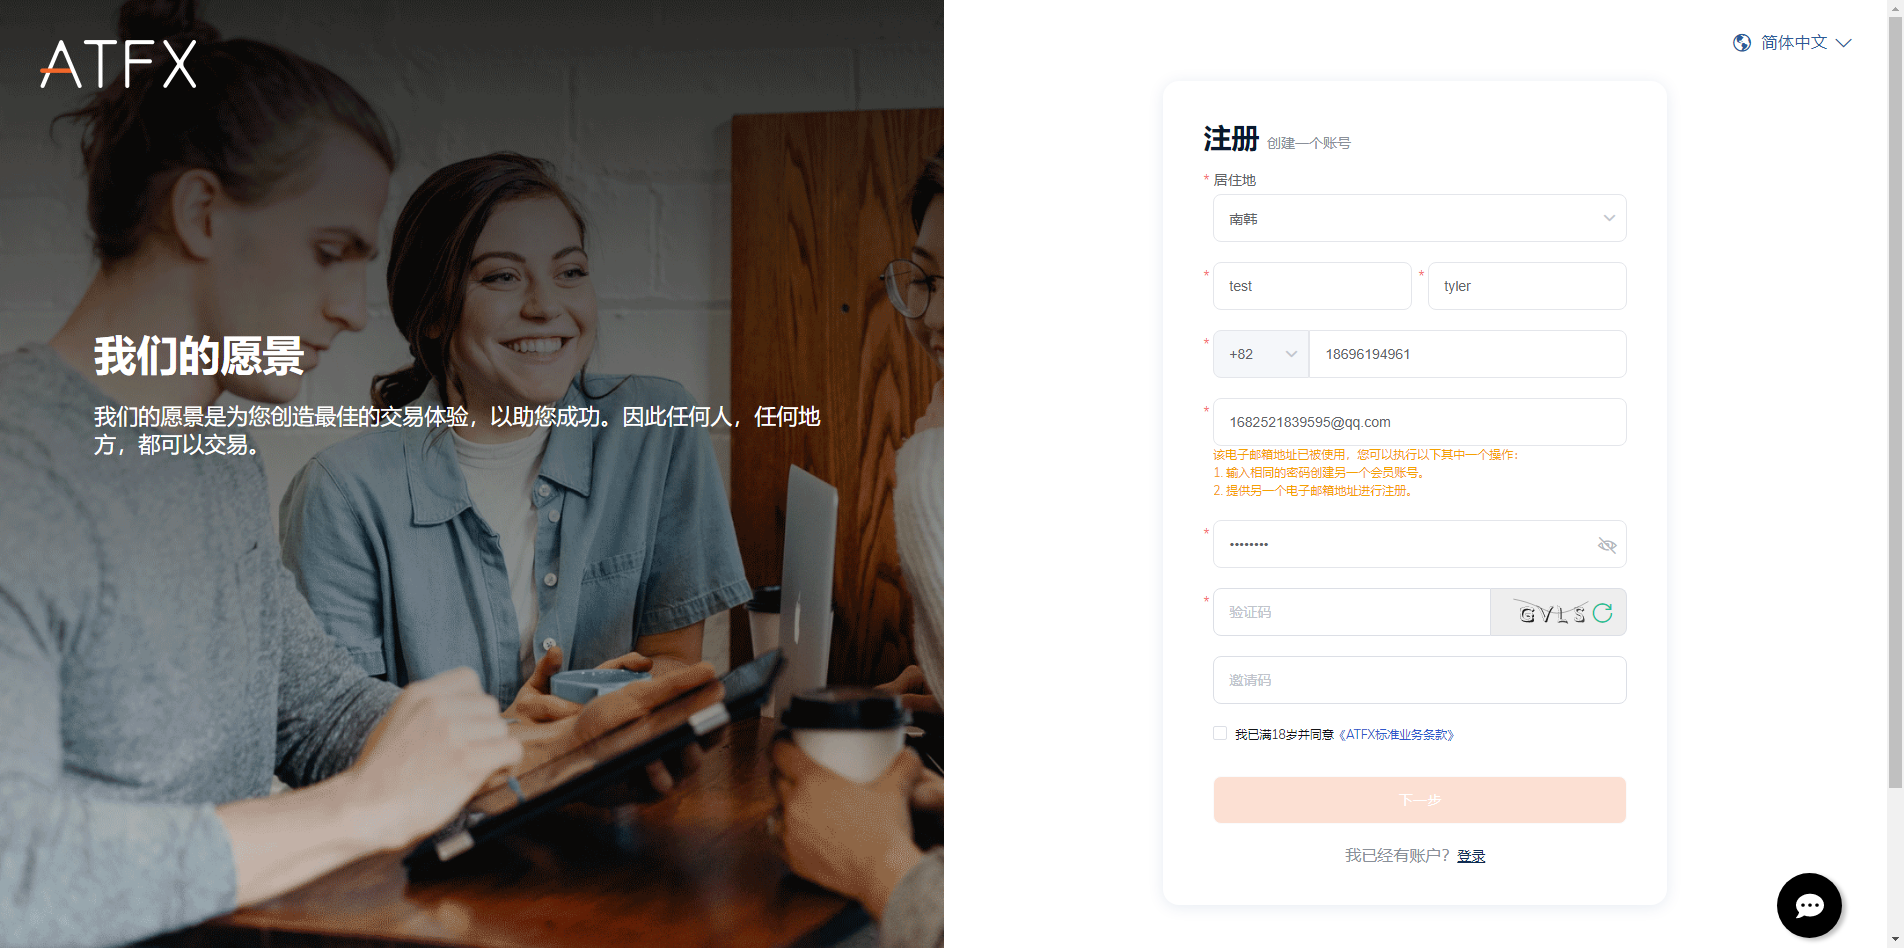 ATFX
我们的愿景
我们的愿景是为您创造最佳的交易体验，以助您成功。因此任何人，任何地
方，都可以交易。
简体中文
注册 创建一个账号
* 居住地
南韩
* test
* tyler
* +82 18696194961
* 1682521839595@qq.com
该电子邮箱地址已被使用，您可以执行以下其中一个操作：
1. 输入相同的密码创建另一个会员账号。
2. 提供另一个电子邮箱地址进行注册。
* ••••••••
* 验证码 GVLS
邀请码
我已满18岁并同意《ATFX标准业务条款》
下一步
我已经有账户？登录